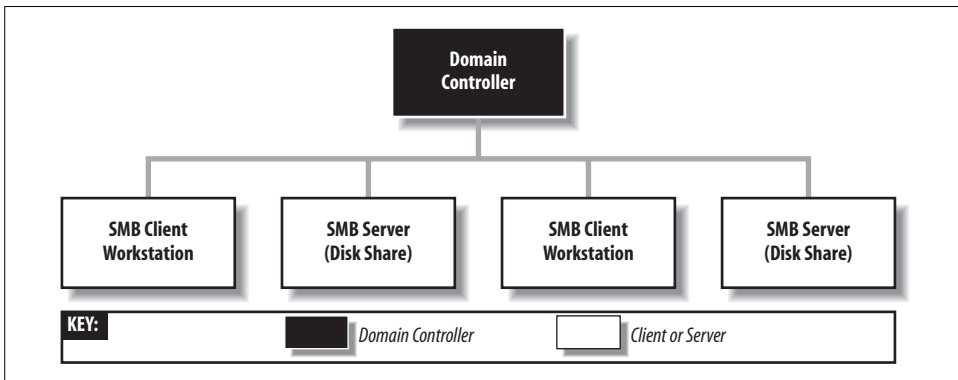 Domain
Controller
SMB Client
Workstation
SMB Server
(Disk Share)
SMB Client
Workstation
SMB Server
(Disk Share)
KEY:
Domain Controller
Client or Server